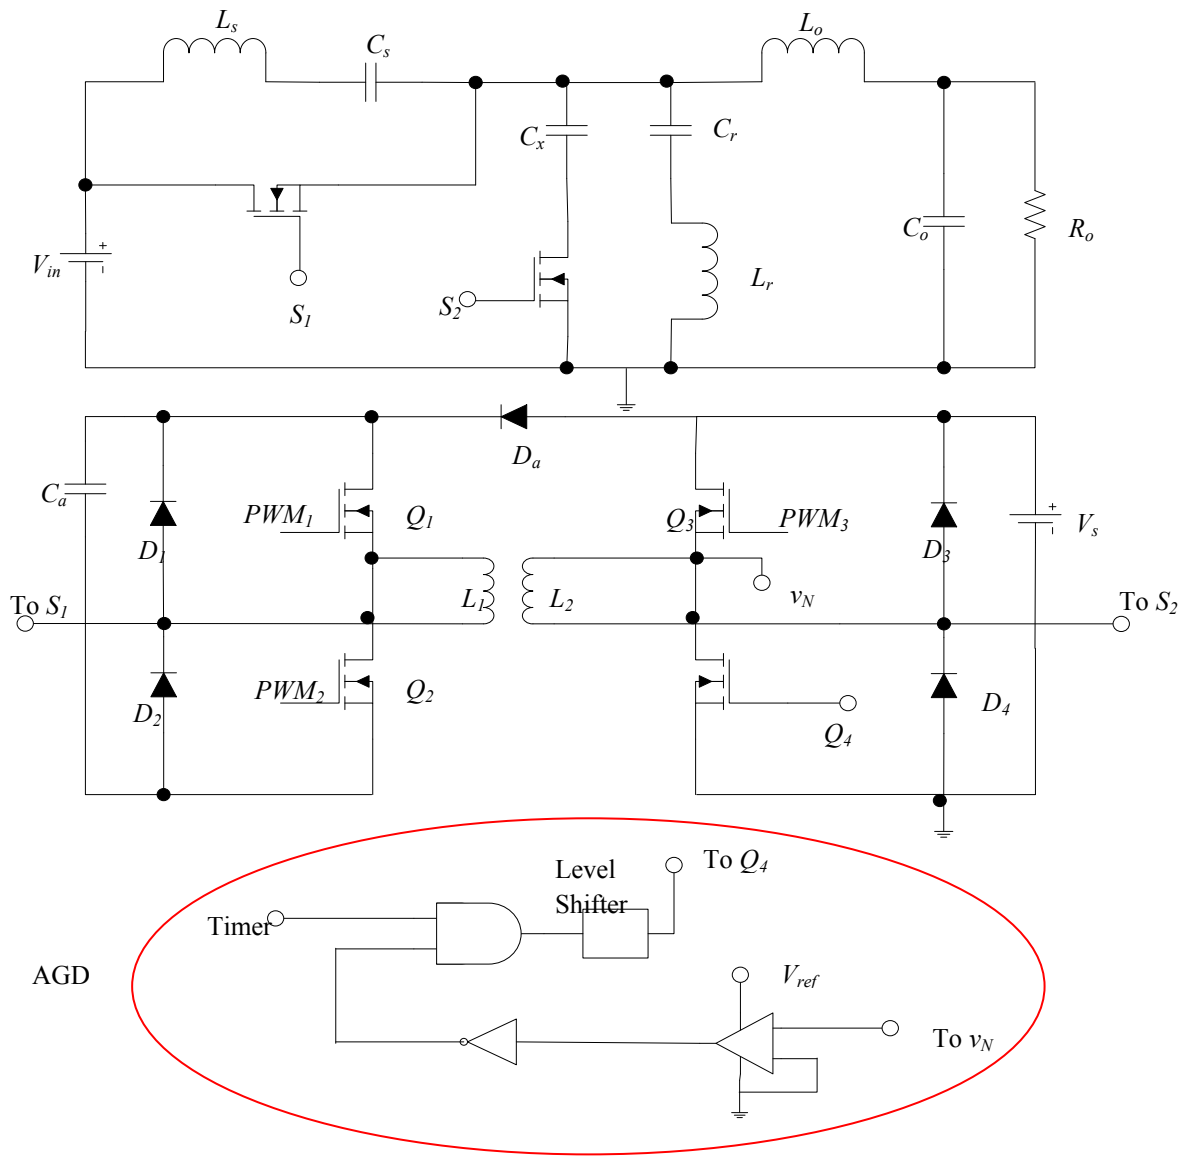 Ls
Lo
Cs
Cx
Cr
Vin
+
-
S1
S2
Lr
Co
Ro
Da
Ca
PWM1
Q1
Q3
PWM3
+
-
Vs
D1
D3
L1
L2
vN
To S1
To S2
PWM2
Q2
D2
D4
Q4
Level
Shifter
To Q4
Timer
AGD
Vref
To vN